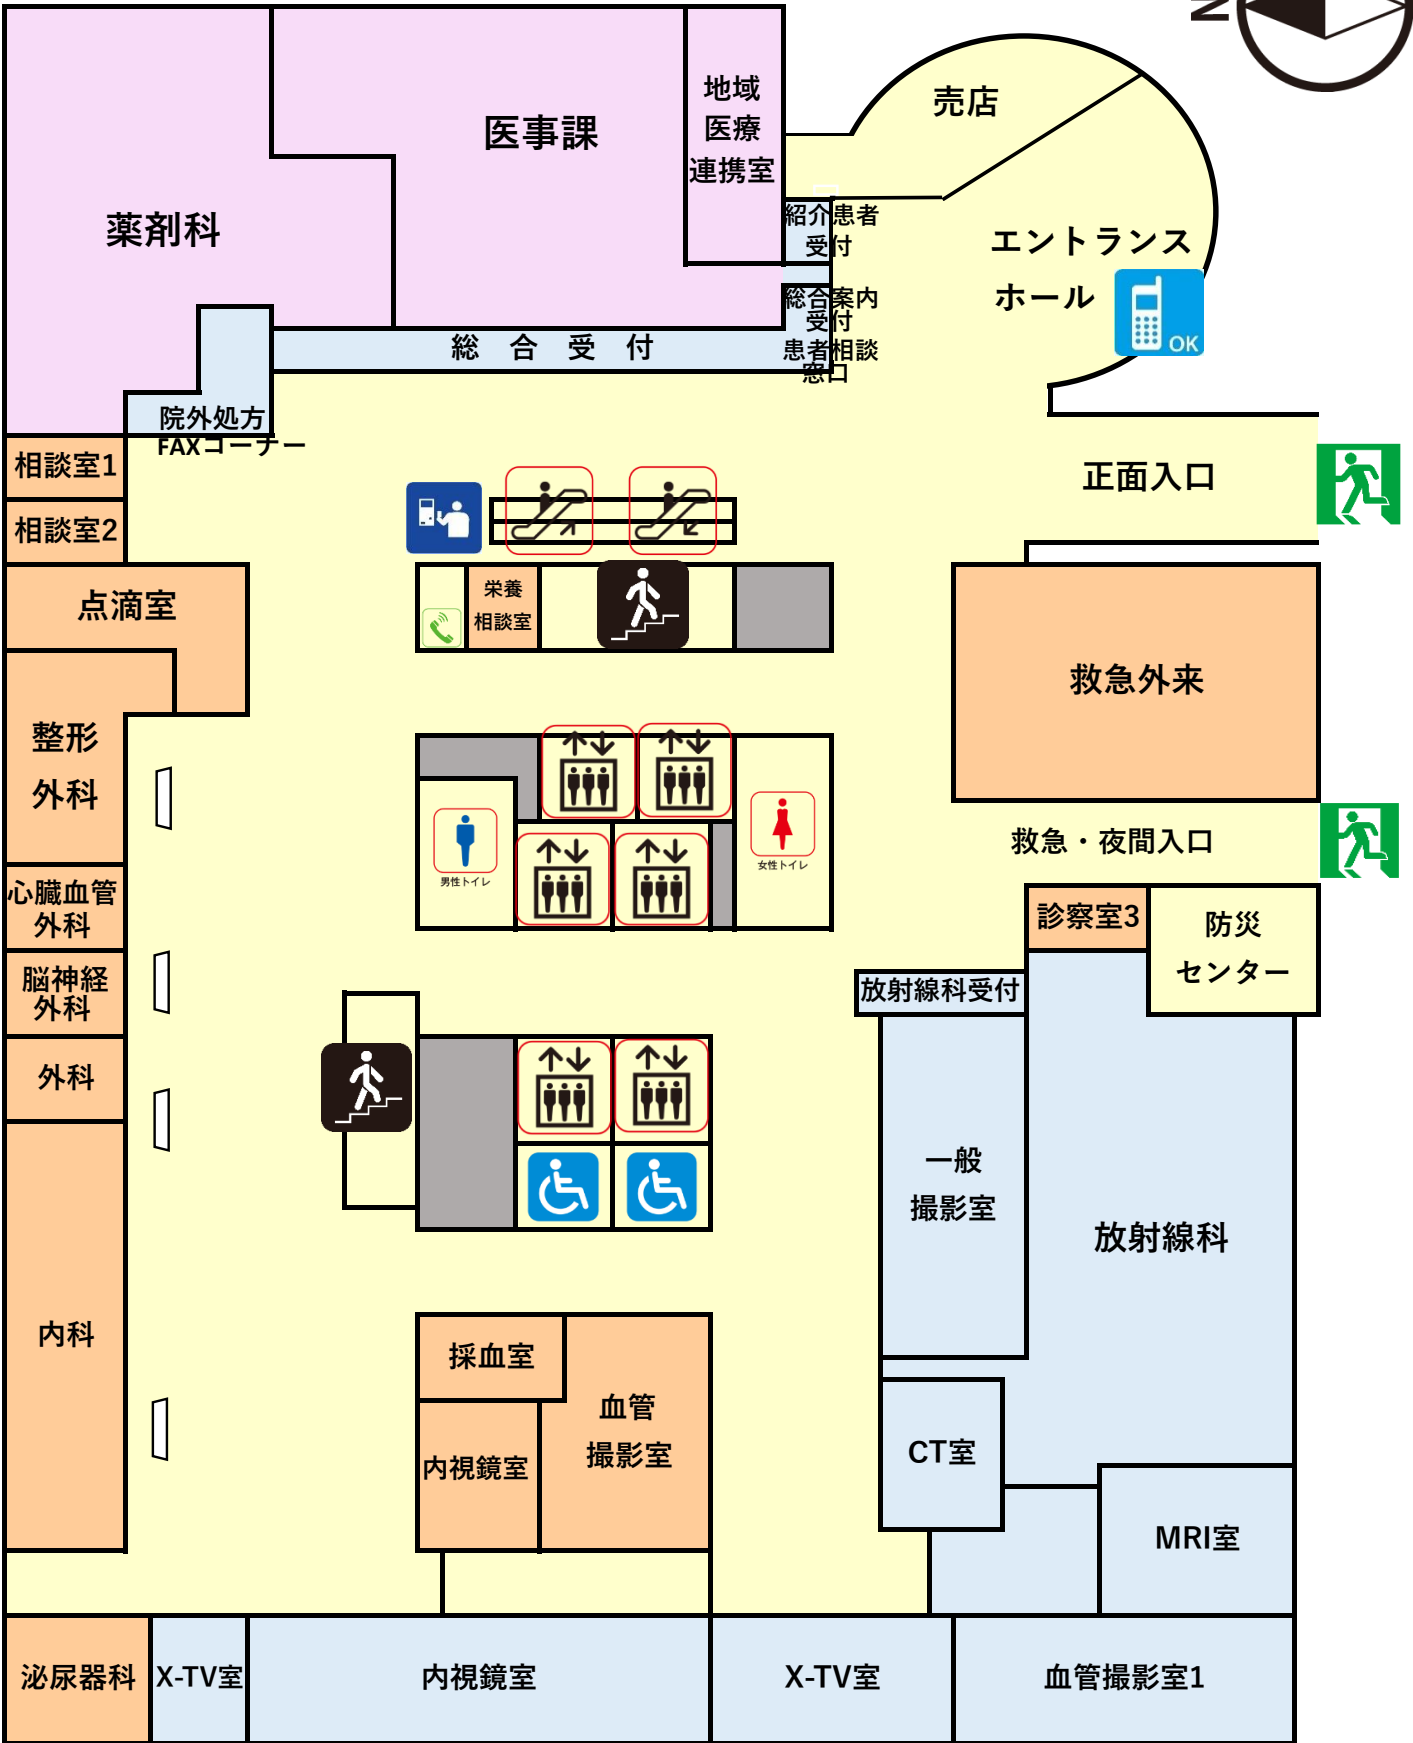 N
地域
医療
連携室
医事課
売店
薬剤科
紹介患者
受付
エントランス
ホール
OK
総合案内
受付
患者相談
窓口
総合受付
院外処方
FAXコーナー
相談室1
相談室2
正面入口
点滴室
栄養
相談室
救急外来
整形
外科
男性トイレ
女性トイレ
救急・夜間入口
心臓血管
外科
診察室3
防災
センター
脳神経
外科
放射線科受付
外科
一般
撮影室
放射線科
内科
採血室
血管
撮影室
内視鏡室
CT室
MRI室
泌尿器科
X-TV室
内視鏡室
X-TV室
血管撮影室1